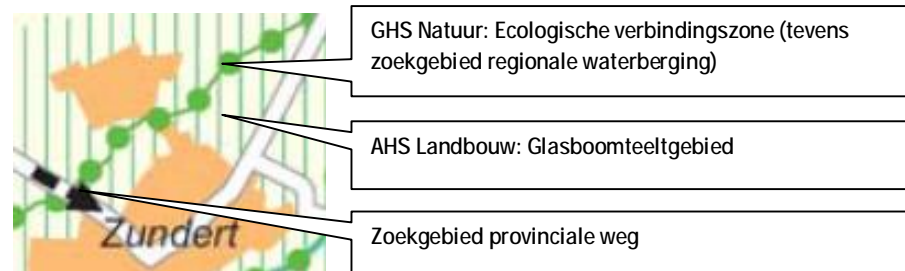 GHS Natuur: Ecologische verbindingszone (tevens
zoekgebied regionale waterberging)
AHS Landbouw: Glasboomteeltgebied
Zundert
Zoekgebied provinciale weg